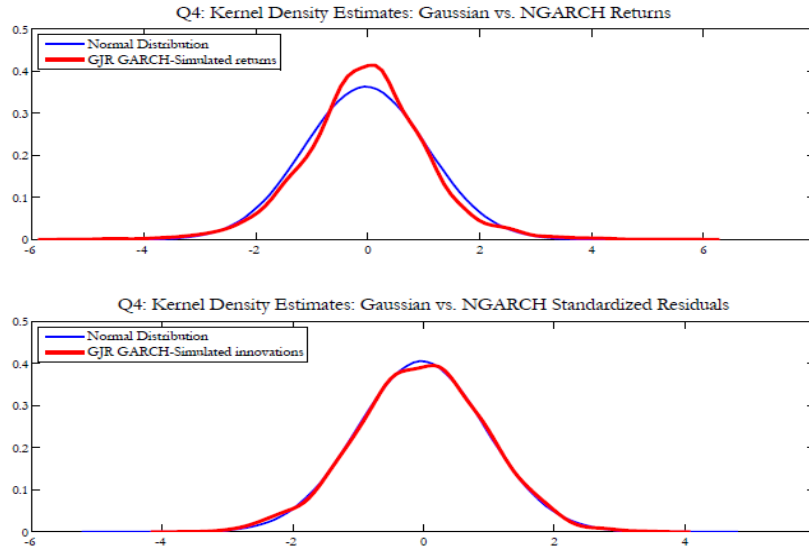 Q4: Kernel Density Estimates: Gaussian vs. NGARCH Returns
0.5
Normal Distribution
GJR GARCH-Simulated returns
0.4
0.3
0.2
0.1
0
-6 -4 -2 0 2 4 6
Q4: Kernel Density Estimates: Gaussian vs. NGARCH Standardized Residuals
0.5
Normal Distribution
GJR GARCH-Simulated innovations
0.4
0.3
0.2
0.1
0
-6 -4 -2 0 2 4